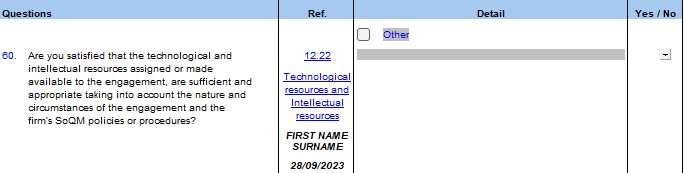 Questions Ref. Detail Yes / No
Other
60. Are you satisfied that the technological and
intellectual resources assigned or made
available to the engagement, are sufficient and
appropriate taking into account the nature and
circumstances of the engagement and the
firm's SoQM policies or procedures?
12.22
Technological
resources and
Intellectual
resources
FIRST NAME
SURNAME
28/09/2023